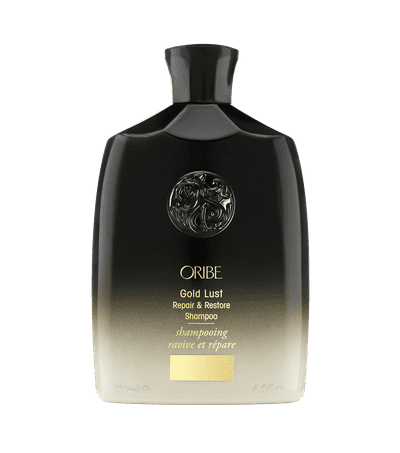 ORIBE
Gold Lust
Repair & Restore
Shampoo
shampooing
ravive et répare